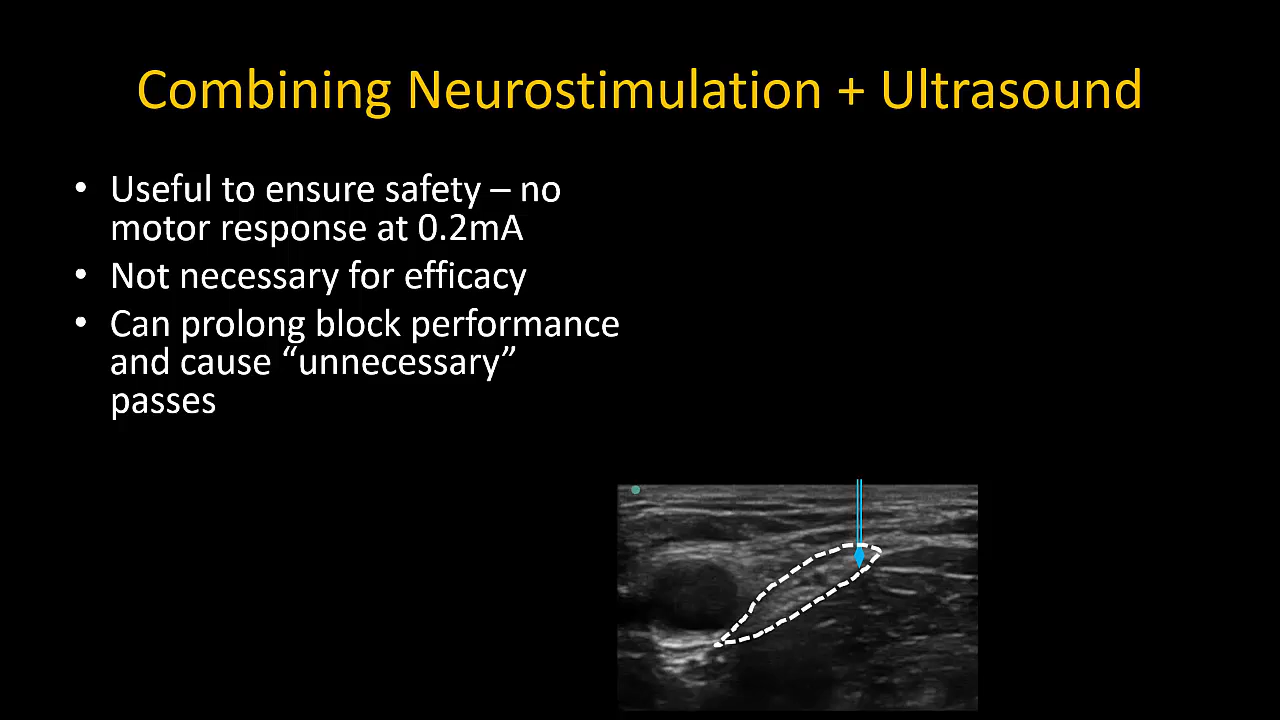 Combining Neurostimulation + Ultrasound
• Useful to ensure safety – no
motor response at 0.2mA
• Not necessary for efficacy
• Can prolong block performance
and cause “unnecessary”
passes